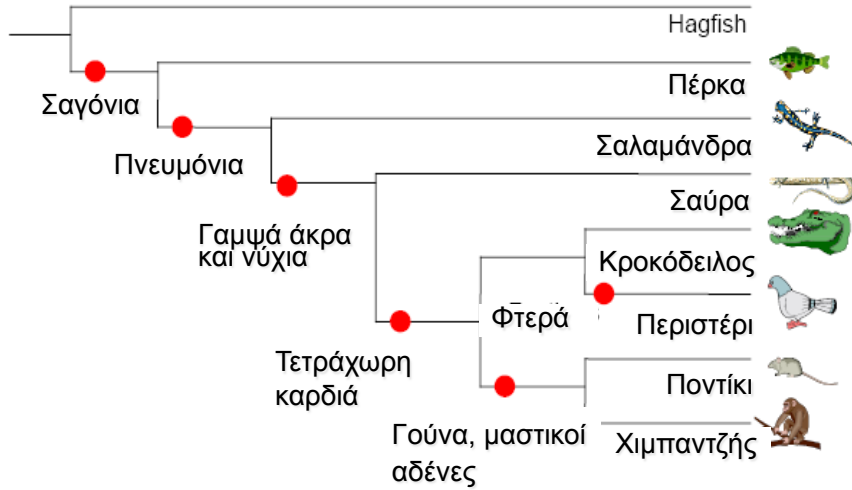 Hagfish
Πέρκα
Σαγόνια
Σαλαμάνδρα
Πνευμόνια
Σαύρα
Γαμψά άκρα
και νύχια
Κροκόδειλος
Φτερά
Περιστέρι
Τετράχωρη
καρδιά
Ποντίκι
Γούνα, μαστικοί
αδένες
Χιμπαντζής